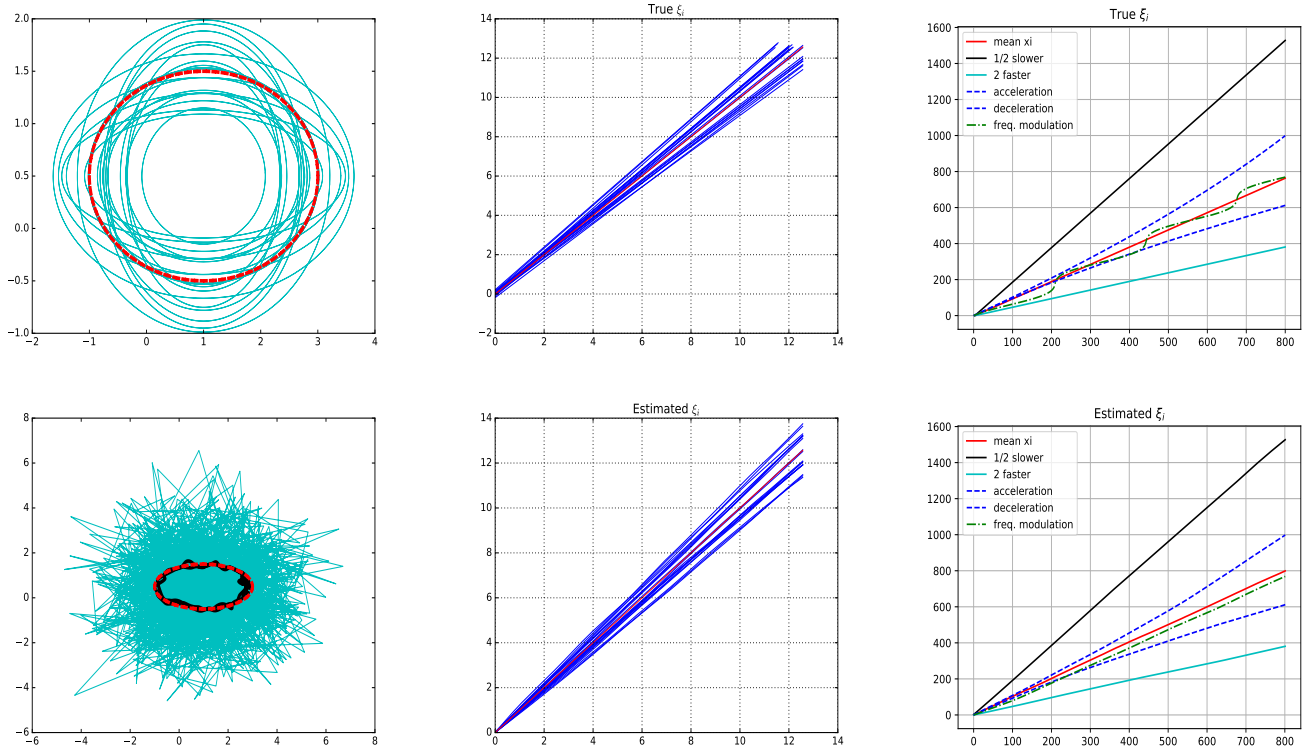 2.0
1.5
1.0
0.5
0.0
−0.5
−1.0
−2 −1 0 1 2 3 4
True ξᵢ
14
12
10
8
6
4
2
0
−2
0 2 4 6 8 10 12 14
True ξᵢ
1600
1400
1200
1000
800
600
400
200
0
0 100 200 300 400 500 600 700 800
mean xi
1/2 slower
2 faster
acceleration
deceleration
freq. modulation
8
6
4
2
0
−2
−4
−6
−6 −4 −2 0 2 4 6 8
Estimated ξᵢ
14
12
10
8
6
4
2
0
0 2 4 6 8 10 12 14
Estimated ξᵢ
1600
1400
1200
1000
800
600
400
200
0
0 100 200 300 400 500 600 700 800
mean xi
1/2 slower
2 faster
acceleration
deceleration
freq. modulation